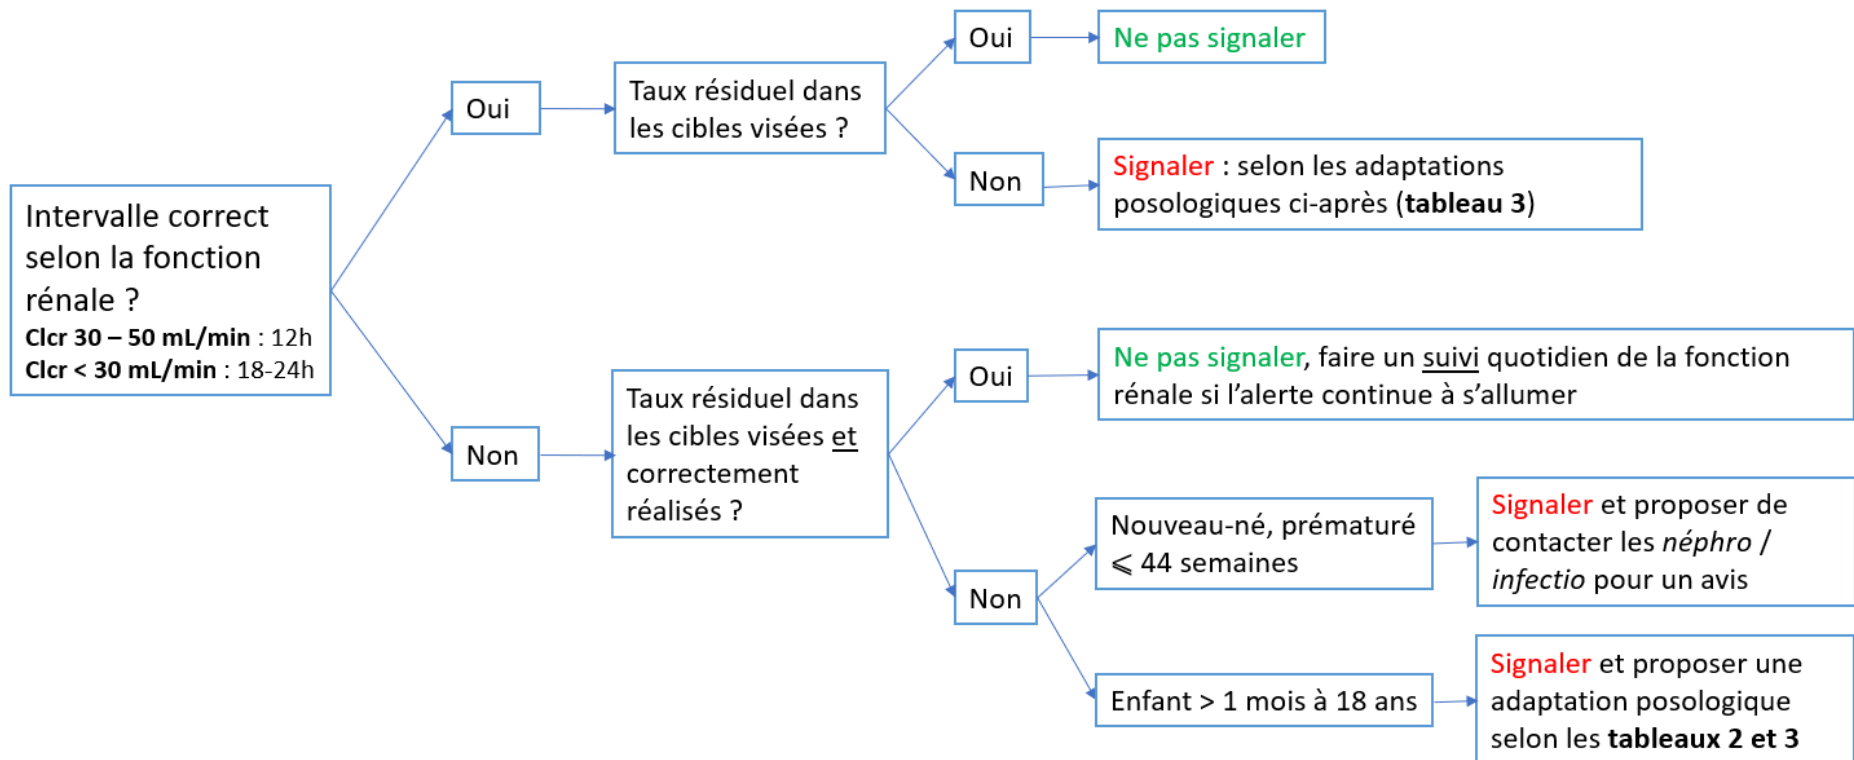 Intervalle correct
selon la fonction
rénale ?
Clcr 30 – 50 mL/min : 12h
Clcr < 30 mL/min : 18-24h
Oui
Taux résiduel dans
les cibles visées ?
Oui
Ne pas signaler
Non
Signaler : selon les adaptations
posologiques ci-après (tableau 3)
Non
Taux résiduel dans
les cibles visées et
correctement
réalisés ?
Oui
Ne pas signaler, faire un suivi quotidien de la fonction
rénale si l’alerte continue à s’allumer
Non
Nouveau-né, prématuré
⩽ 44 semaines
Signaler et proposer de
contacter les néphro /
infectio pour un avis
Enfant > 1 mois à 18 ans
Signaler et proposer une
adaptation posologique
selon les tableaux 2 et 3